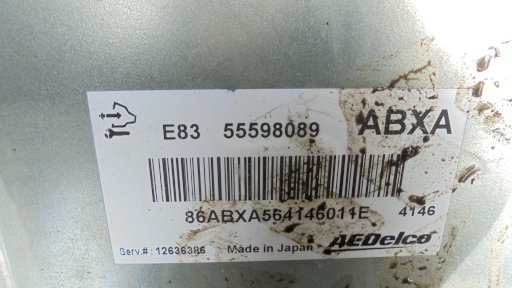 E83 55598089 ABXA
86ABXA564146011E 4146
Serv.#: 12636386 Made in Japan ACDelco